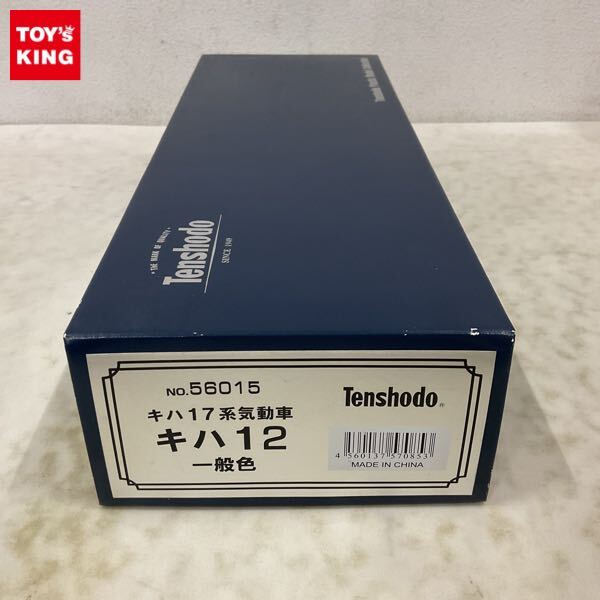 TOY's
KING
• THE MARK OF QUALITY •
Tenshodo
SINCE 1949
NO.56015
キハ17系気動車
キハ12
一般色
Tenshodo®
4 560137 570853
MADE IN CHINA